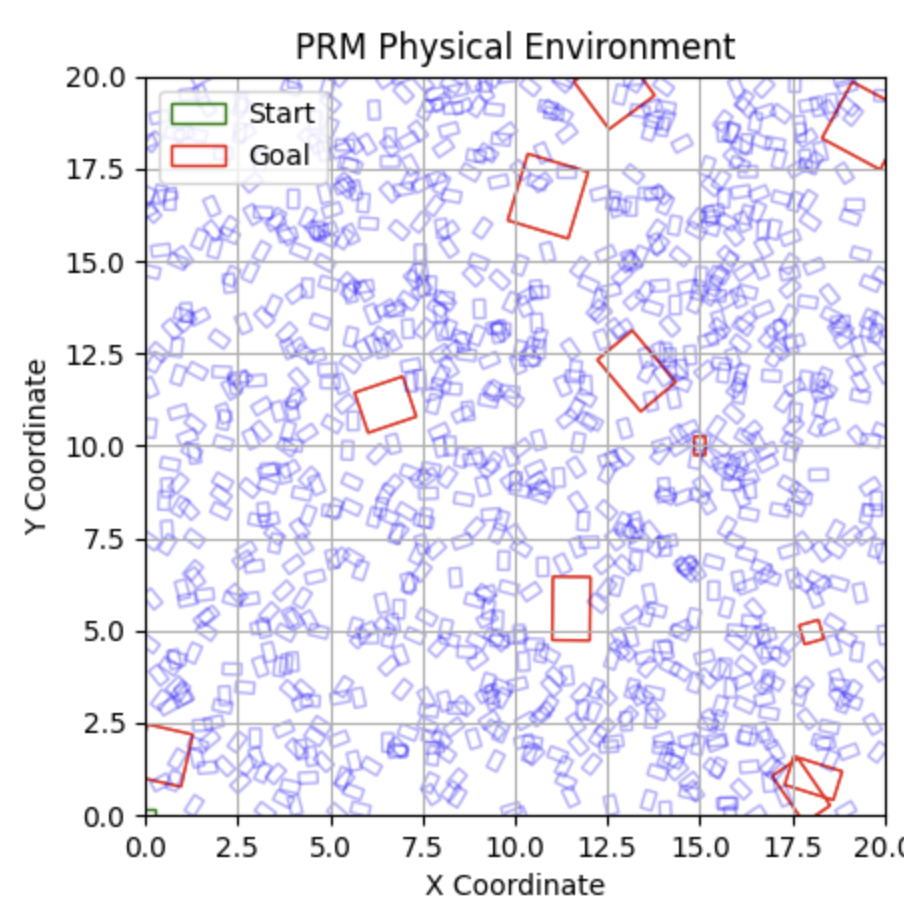 PRM Physical Environment
Start
Goal
20.0
17.5
15.0
12.5
10.0
7.5
5.0
2.5
0.0
Y Coordinate
0.0 2.5 5.0 7.5 10.0 12.5 15.0 17.5 20.0
X Coordinate